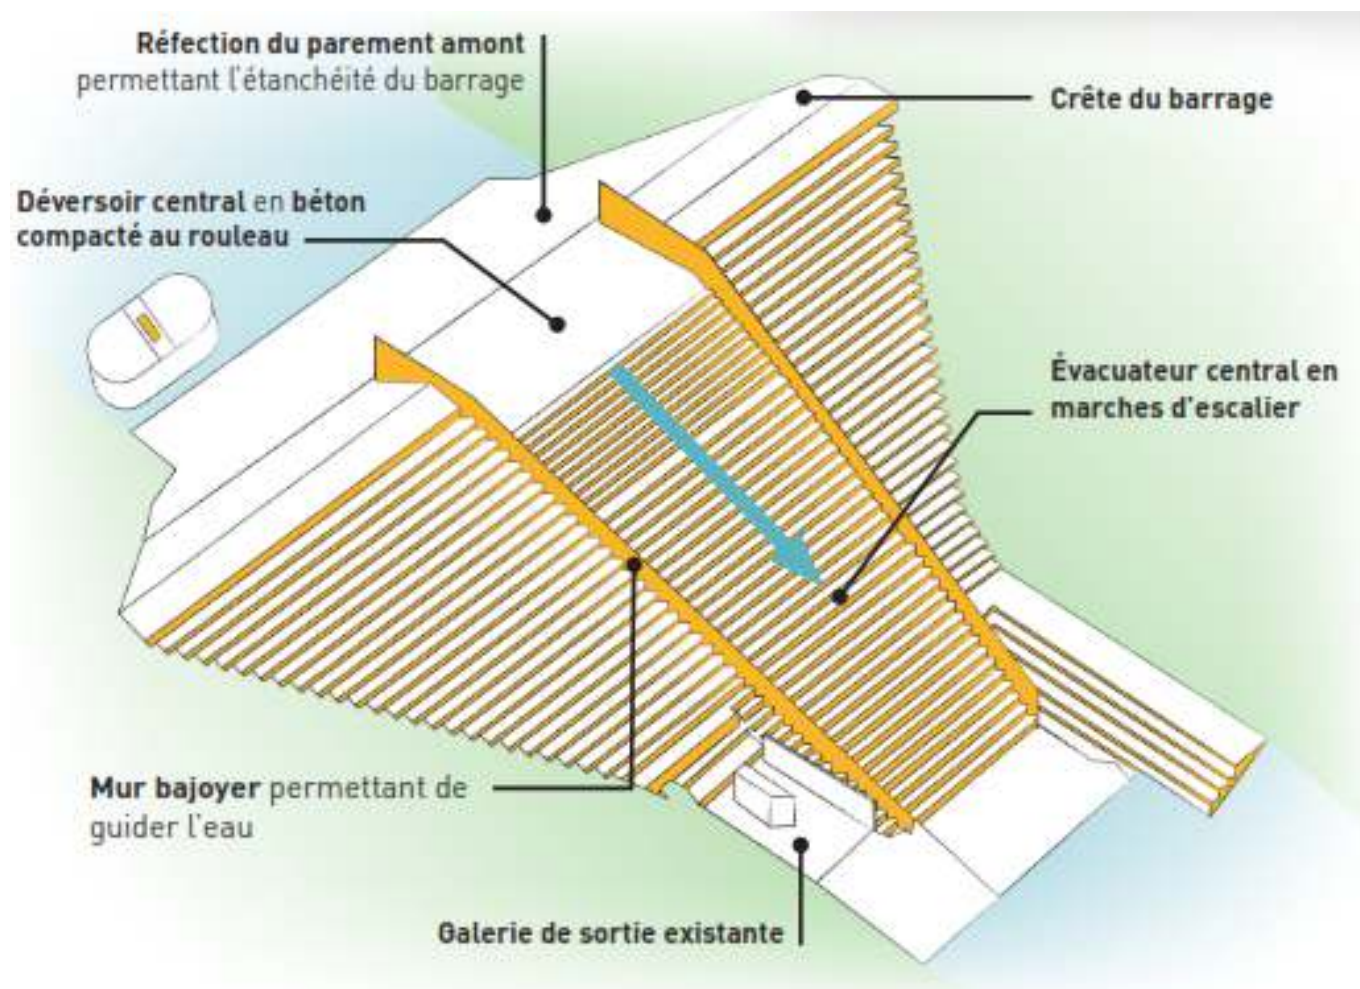 Réfection du parement amont
permettant l'étanchéité du barrage
Crête du barrage
Déversoir central en béton
compacté au rouleau
Évacuateur central en
marches d'escalier
Mur bajoyer permettant de
guider l'eau
Galerie de sortie existante